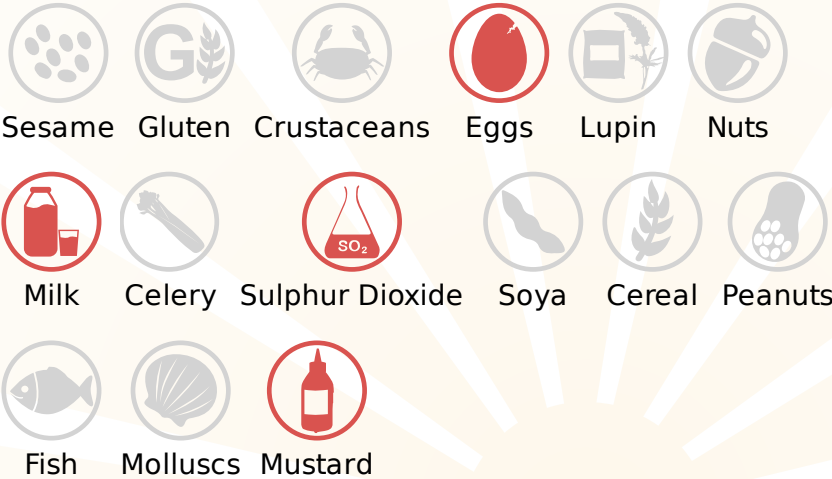 G
Sesame Gluten Crustaceans Eggs Lupin Nuts
SO₂
Milk Celery Sulphur Dioxide Soya Cereal Peanuts
Fish Molluscs Mustard